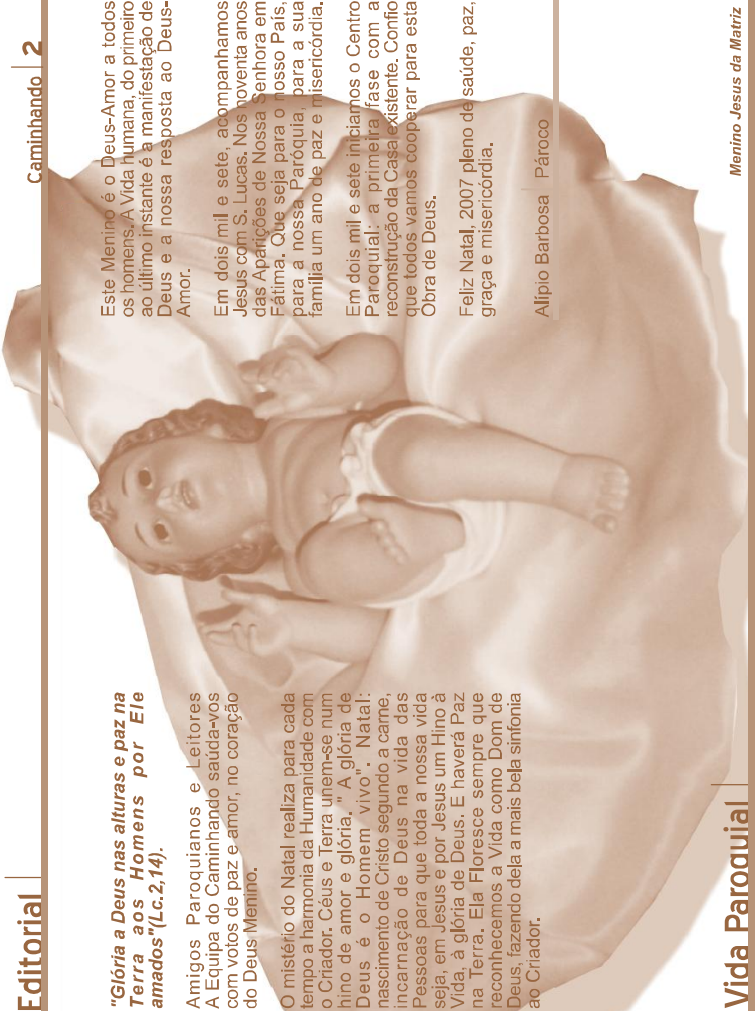 Editorial
Caminhando 2
"Glória a Deus nas alturas e paz na
Terra aos Homens por Ele
amados"(Lc.2,14).
Amigos Paroquianos e Leitores
A Equipa do Caminhando saúda-vos
com votos de paz e amor, no coração
do Deus Menino.
O mistério do Natal realiza para cada
tempo a harmonia da Humanidade com
o Criador. Céus e Terra unem-se num
hino de amor e glória," A glória de
Deus é o Homem vivo". Natal:
nascimento de Cristo segundo a carne,
incarnação de Deus na vida das
Pessoas para que toda a nossa vida
seja, em Jesus e por Jesus um Hino à
Vida, à glória de Deus. E haverá Paz
na Terra. Ela Floresce sempre que
reconhecemos a Vida como Dom de
Deus, fazendo dela a mais bela sinfonia
ao Criador.
Este Menino é o Deus-Amor a todos
os homens. A Vida humana, do primeiro
ao último instante é a manifestação de
Deus e a nossa resposta ao Deus-
Amor.
Em dois mil e sete, acompanhamos
Jesus com S. Lucas. Nos noventa anos
das Aparições de Nossa Senhora em
Fátima. Que seja para o nosso País,
para a nossa Paróquia, para a sua
família um ano de paz e misericórdia.
Em dois mil e sete iniciamos o Centro
Paroquial: a primeira fase com a
reconstrução da Casa existente. Confio
que todos vamos cooperar para esta
Obra de Deus.
Feliz Natal, 2007 pleno de saúde, paz,
graça e misericórdia.
Alípio Barbosa Pároco
Vida Paroquial
Menino Jesus da Matriz